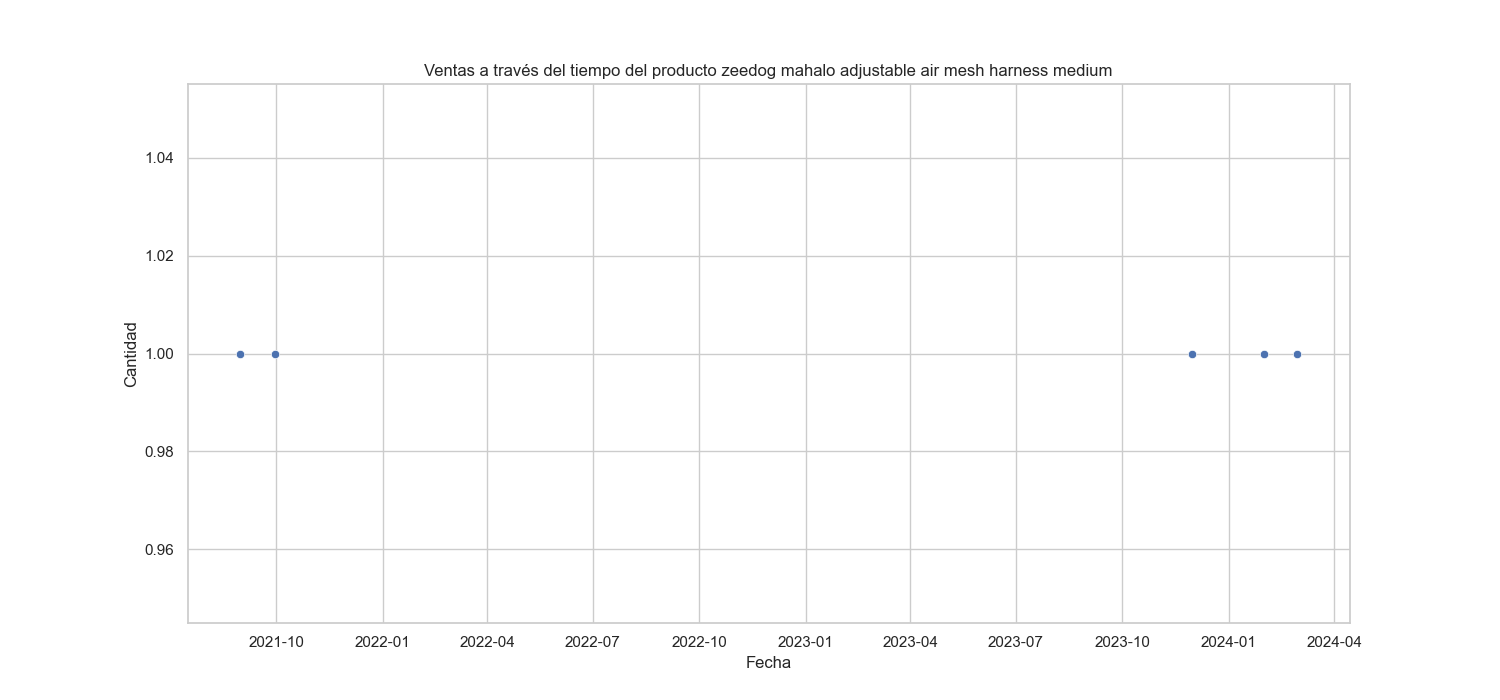 Ventas a través del tiempo del producto zeedog mahalo adjustable air mesh harness medium
1.04
1.02
1.00
0.98
0.96
Cantidad
2021-10 2022-01 2022-04 2022-07 2022-10 2023-01 2023-04 2023-07 2023-10 2024-01 2024-04
Fecha